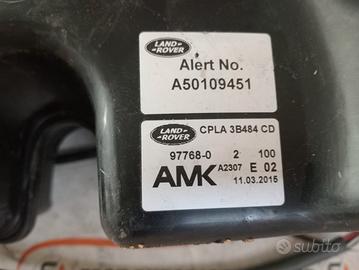 LAND-
ROVER
Alert No.
A50109451
LAND-
ROVER
CPLA 3B484 CD
97768-0 2 100
AMK A2307 E 02
11.03.2015
subito